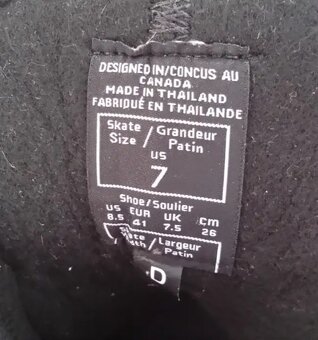 DESIGNED IN/CONCUS AU
CANADA
MADE IN THAILAND
FABRIQUÉ EN THAILANDE
Skate / Grandeur
Size / Patin
US
7
Shoe/Soulier
US EUR UK Cm
8.5 41 7.5 26
/ Largeur
Patin
D